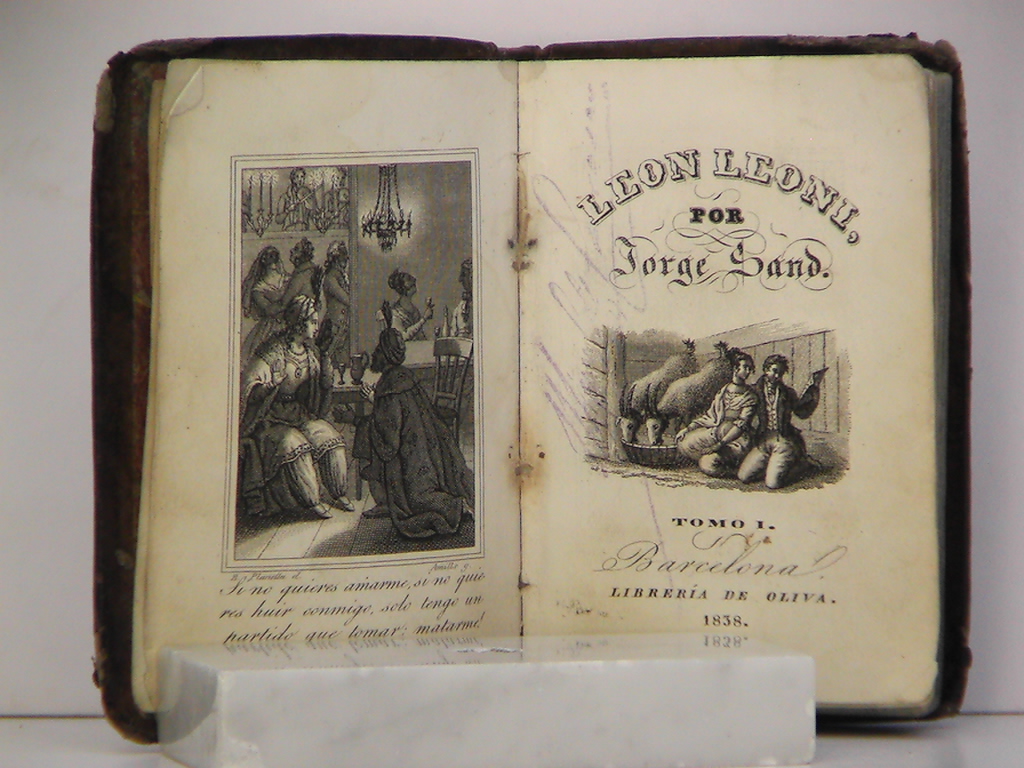 Si no quieres amarme, si no quie
res huir conmigo, solo tengo un
partido que tomar: matarme!
LEON LEONI,
POR
Jorge Sand.
TOMO I.
Barcelona.
LIBRERÍA DE OLIVA.
1838.